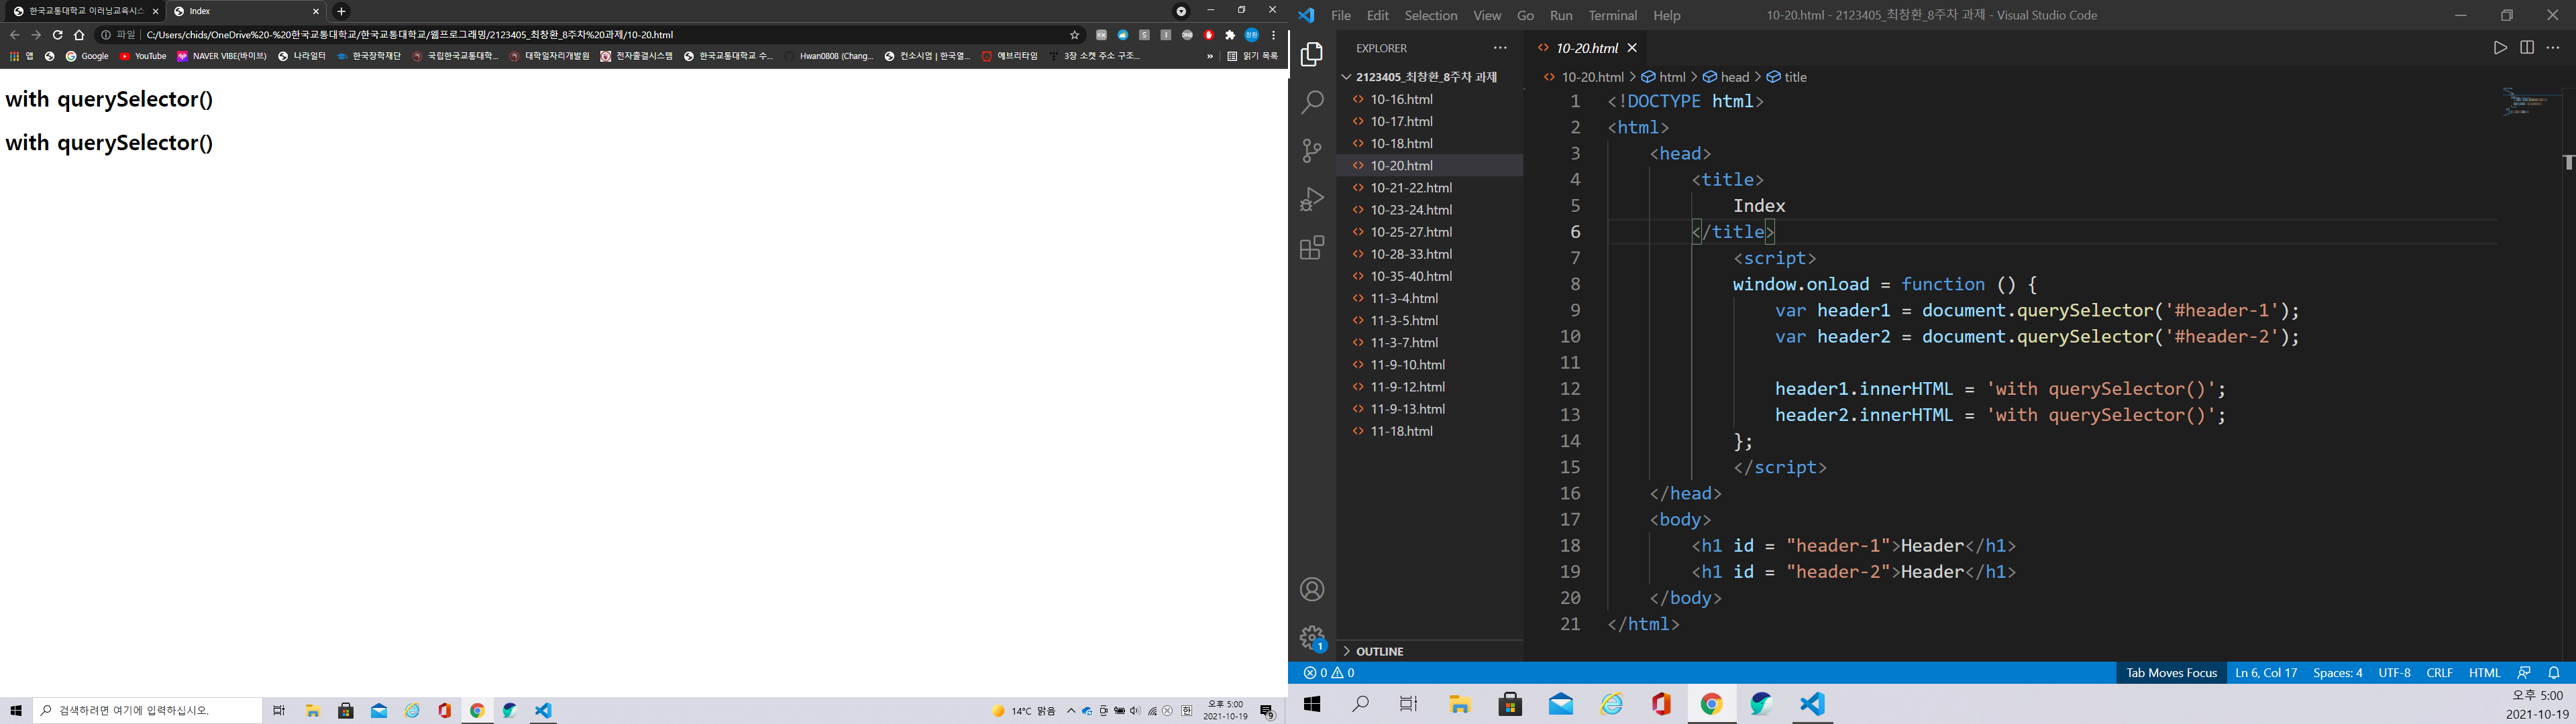 한국교통대학교 이러닝교육시스
Index
파일
C:/Users/chids/OneDrive%20-%20한국교통대학교/한국교통대학교/웹프로그래밍/2123405_최창환_8주차%20과제/10-20.html
앱
Google
YouTube
NAVER VIBE(바이브)
나라일터
한국장학재단
국립한국교통대학...
대학일자리개발원
전자출결시스템
한국교통대학교 수...
Hwan0808 (Chang...
컨소시엄 | 한국열...
에브리타임
3장 소켓 주소 구조...
»
읽기 목록
with querySelector()
with querySelector()
검색하려면 여기에 입력하십시오.
14°C 맑음
오후 5:00
2021-10-19
File Edit Selection View Go Run Terminal Help
10-20.html - 2123405_최창환_8주차 과제 - Visual Studio Code
EXPLORER
2123405_최창환_8주차 과제
10-16.html
10-17.html
10-18.html
10-20.html
10-21-22.html
10-23-24.html
10-25-27.html
10-28-33.html
10-35-40.html
11-3-4.html
11-3-5.html
11-3-7.html
11-9-10.html
11-9-12.html
11-9-13.html
11-18.html
OUTLINE
10-20.html
10-20.html > html > head > title
1 <!DOCTYPE html>
2 <html>
3 <head>
4 <title>
5 Index
6 </title>
7 <script>
8 window.onload = function () {
9 var header1 = document.querySelector('#header-1');
10 var header2 = document.querySelector('#header-2');
11
12 header1.innerHTML = 'with querySelector()';
13 header2.innerHTML = 'with querySelector()';
14 };
15 </script>
16 </head>
17 <body>
18 <h1 id = "header-1">Header</h1>
19 <h1 id = "header-2">Header</h1>
20 </body>
21 </html>
1
0 0
Tab Moves Focus
Ln 6, Col 17
Spaces: 4
UTF-8
CRLF
HTML
오후 5:00
2021-10-19